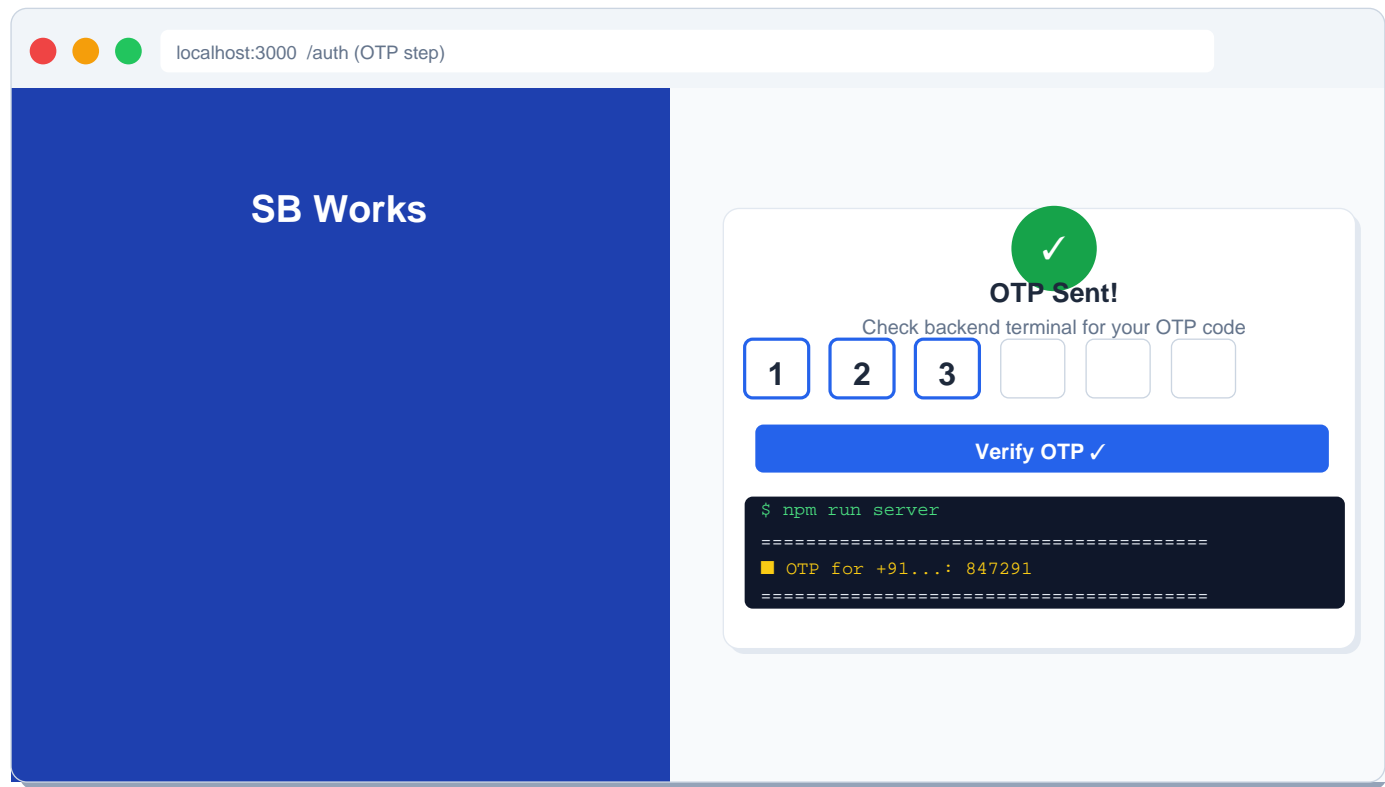 localhost:3000  /auth (OTP step)
SB Works
✓
OTP Sent!
Check backend terminal for your OTP code
1 2 3
Verify OTP ✓
$ npm run server
========================================
■ OTP for +91...: 847291
========================================